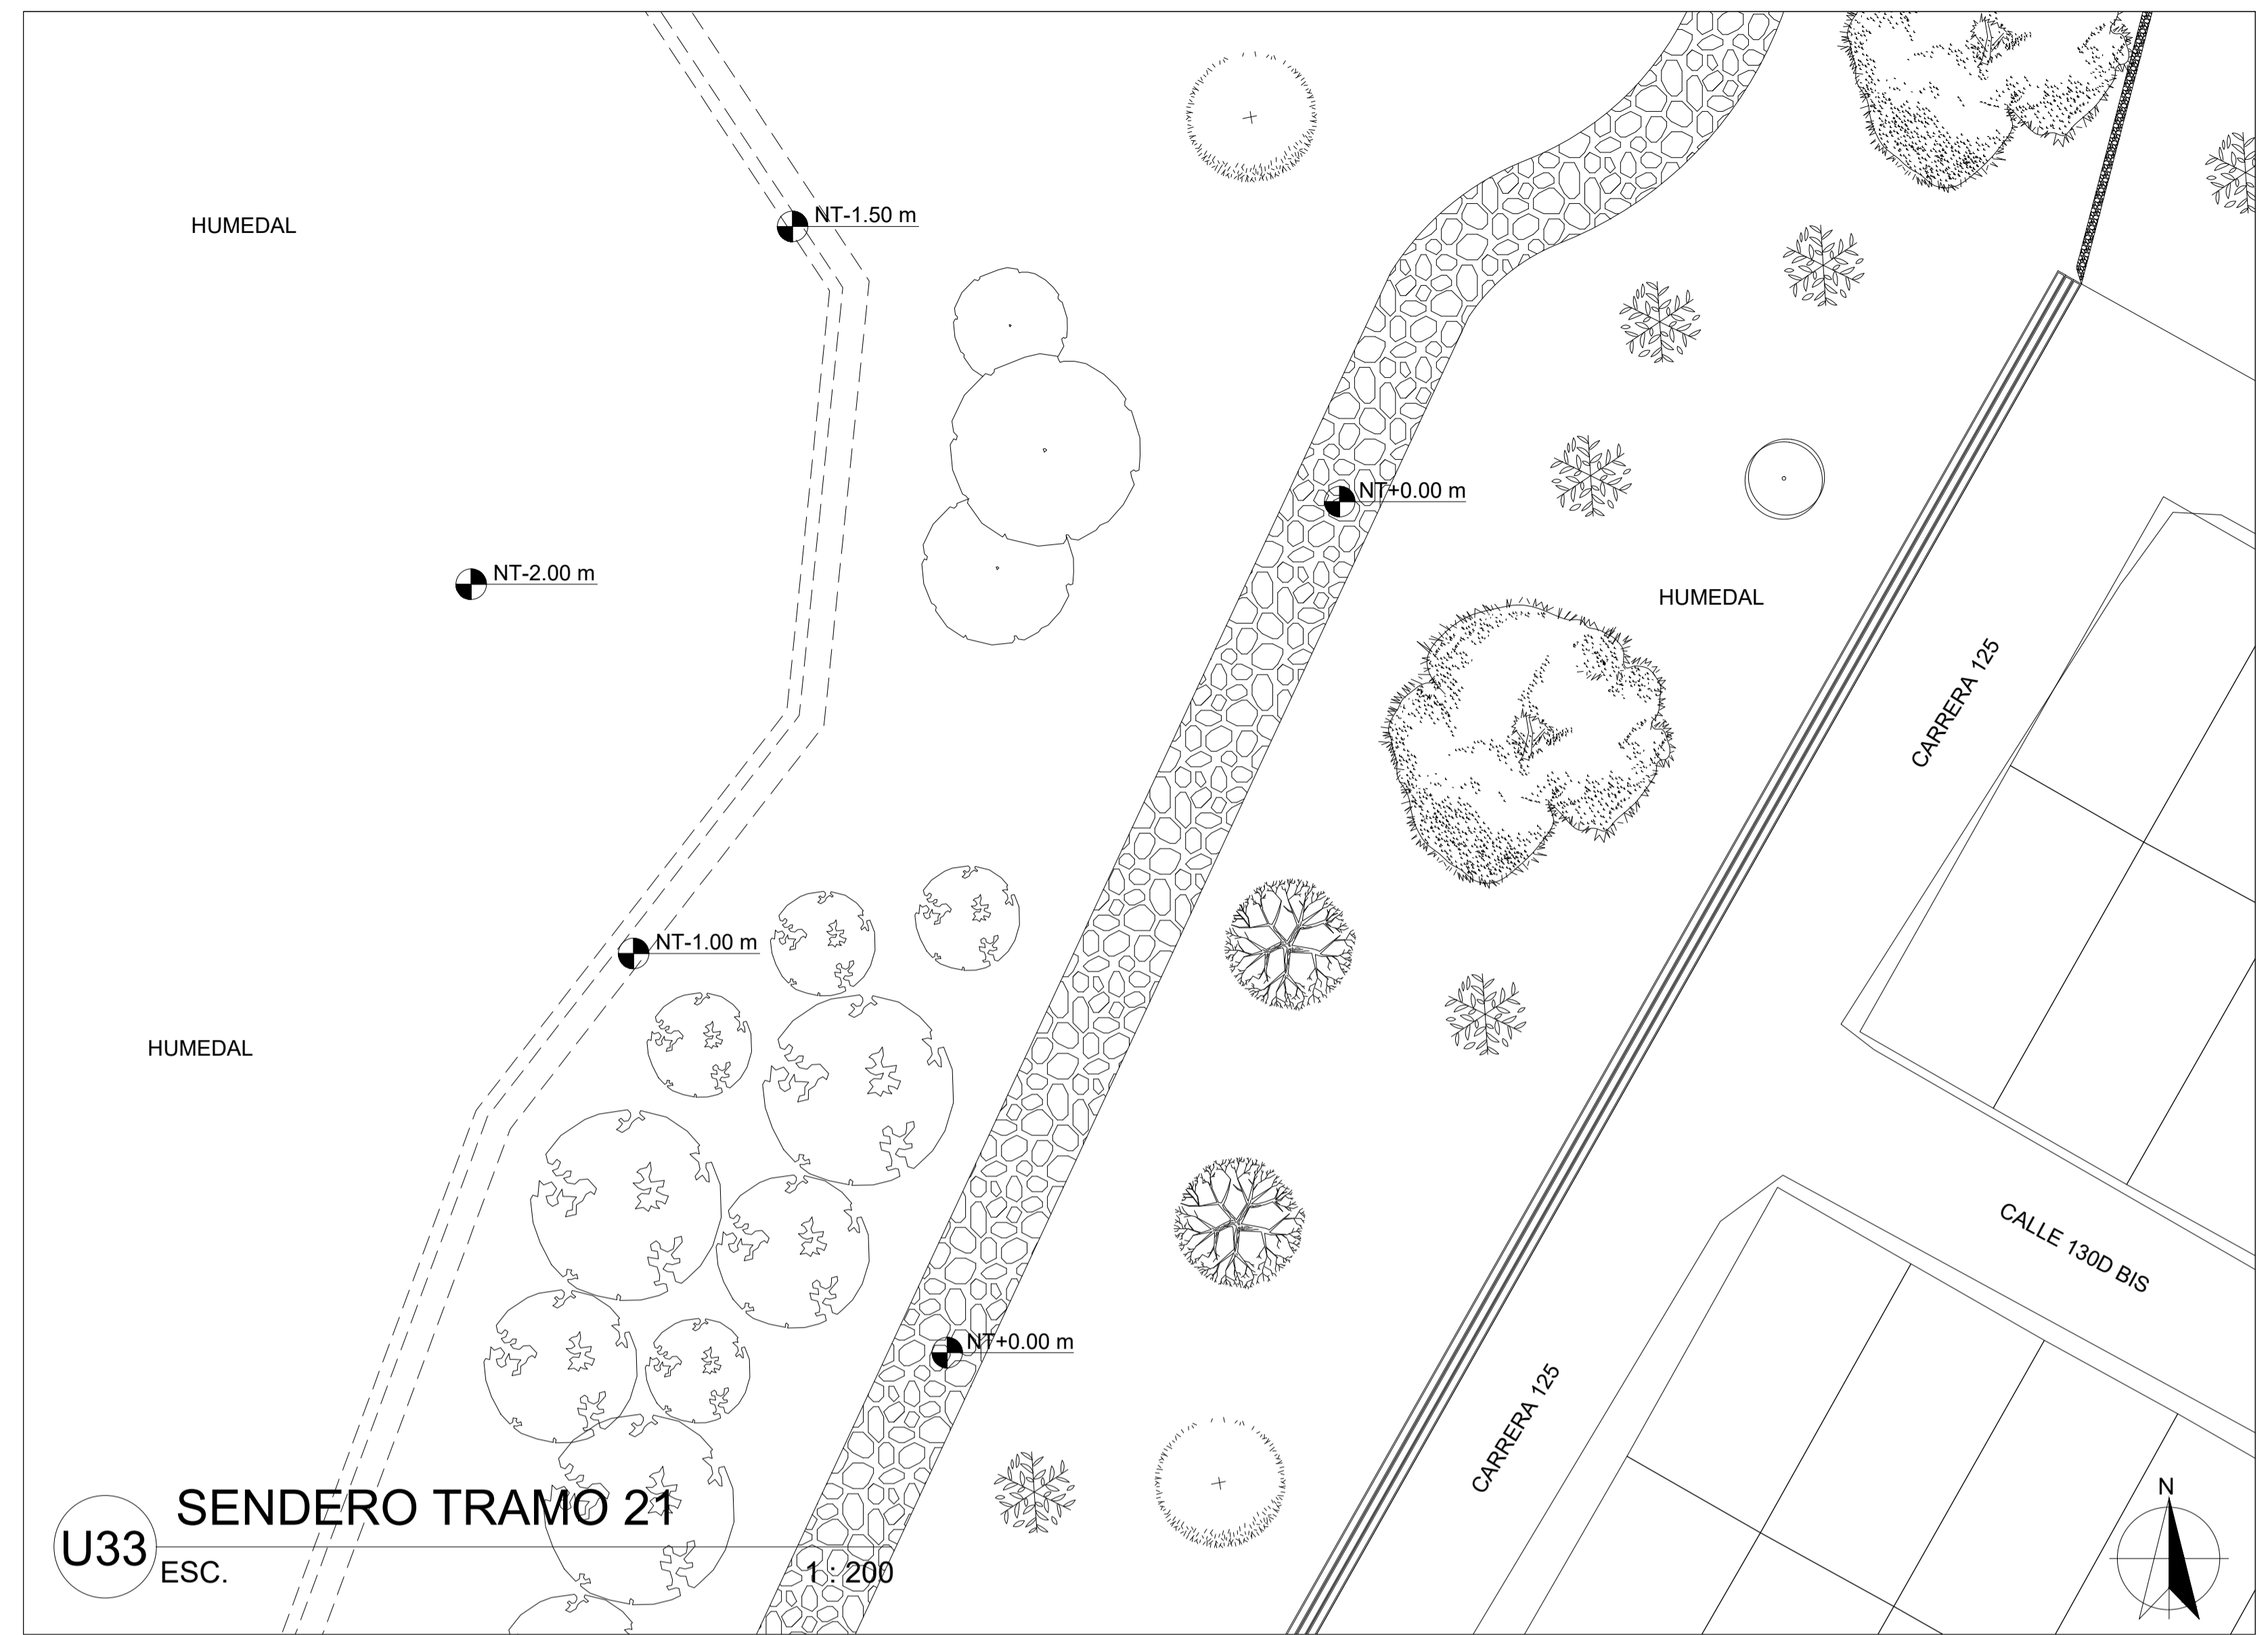 HUMEDAL
NT-1.50 m
NT+0.00 m
NT-2.00 m
HUMEDAL
CARRERA 125
NT-1.00 m
HUMEDAL
CALLE 130D BIS
NT+0.00 m
CARRERA 125
N
SENDERO TRAMO 21
U33
ESC.
1 : 200